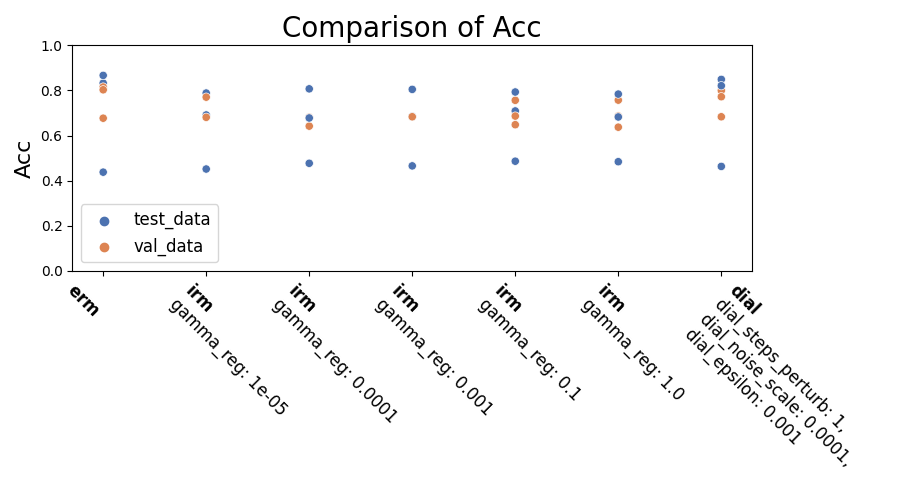 Comparison of Acc
Acc
1.0
0.8
0.6
0.4
0.2
0.0
test_data
val_data
erm
irm
gamma_reg: 1e-05
irm
gamma_reg: 0.0001
irm
gamma_reg: 0.001
irm
gamma_reg: 0.1
irm
gamma_reg: 1.0
dial
dial_steps_perturb: 1,
dial_noise_scale: 0.0001,
dial_epsilon: 0.001